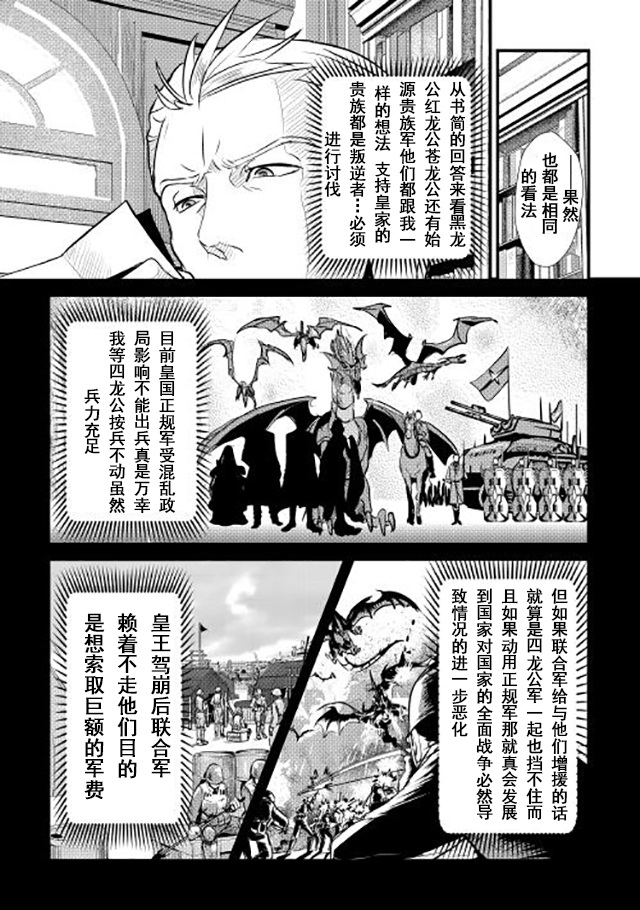 ——果然
也都是相同
的看法
从书简的回答来看黑龙
公红龙公苍龙公还有始
源贵族军他们都跟我一
样的想法 支持皇家的
贵族都是叛逆者…必须
进行讨伐
目前皇国正规军受混乱政
局影响不能出兵真是万幸
我等四龙公按兵不动虽然
兵力充足
但如果联合军给与他们增援的话
就算是四龙公军一起也挡不住而
且如果动用正规军那就真会发展
到国家对国家的全面战争必然导
致情况的进一步恶化
皇王驾崩后联合军
赖着不走他们目的
是想索取巨额的军费